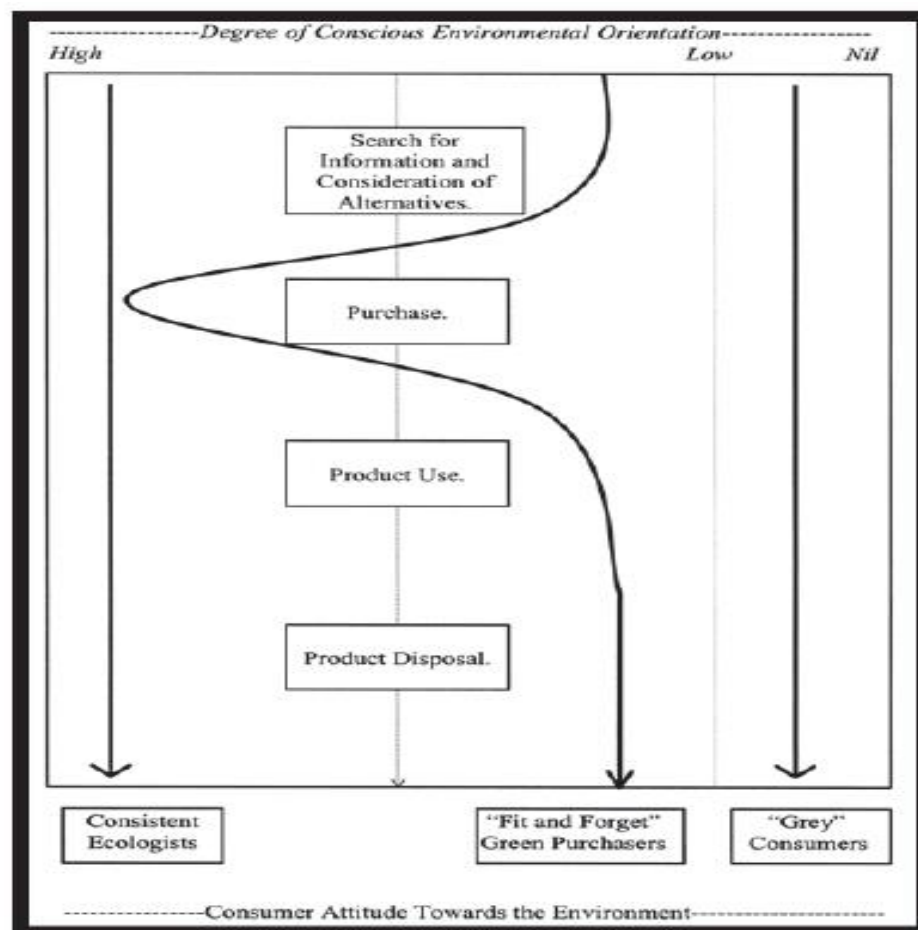 -----------------Degree of Conscious Environmental Orientation-----------------
High Low Nil
Search for
Information and
Consideration of
Alternatives.
Purchase.
Product Use.
Product Disposal.
Consistent
Ecologists
"Fit and Forget"
Green Purchasers
"Grey"
Consumers
----------------Consumer Attitude Towards the Environment----------------